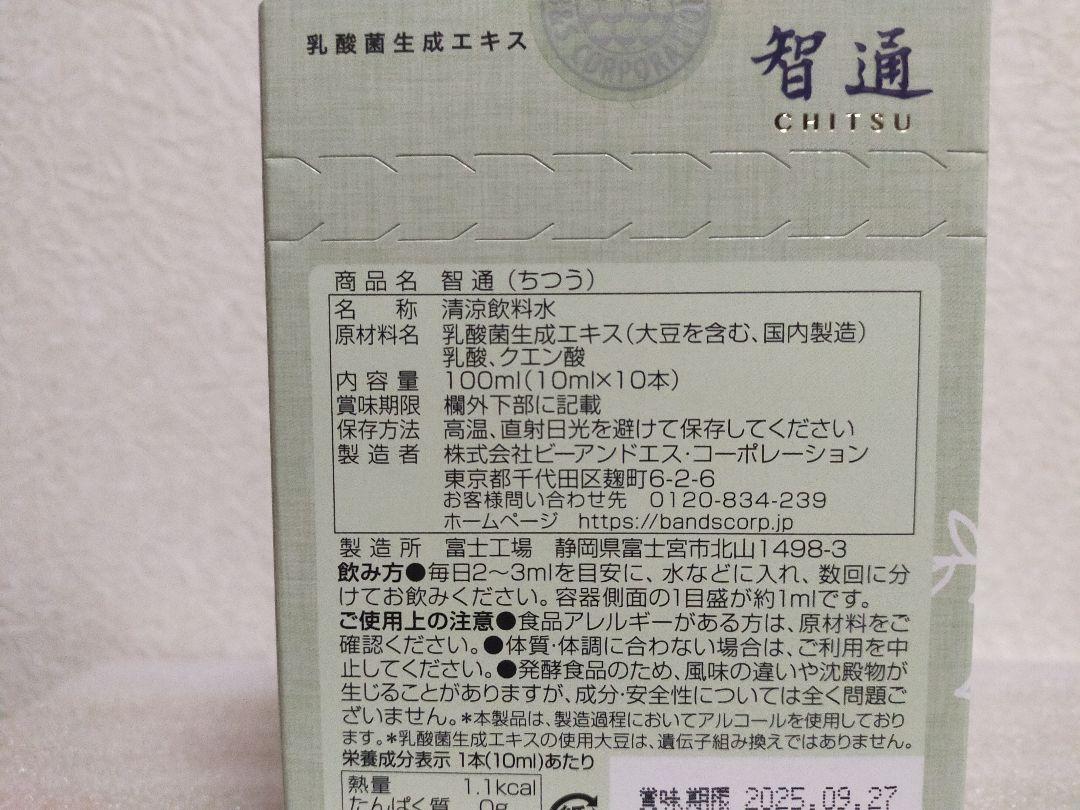 乳酸菌生成エキス
CORPORATION
智通
CHITSU
商品名 智通（ちつう）
名称 清涼飲料水
原材料名 乳酸菌生成エキス（大豆を含む、国内製造）
乳酸、クエン酸
内容量 100ml（10ml×10本）
賞味期限 欄外下部に記載
保存方法 高温、直射日光を避けて保存してください
製造者 株式会社ビーアンドエス・コーポレーション
東京都千代田区麹町6-2-6
お客様問い合わせ先 0120-834-239
ホームページ https://bandscorp.jp
製造所 富士工場 静岡県富士宮市北山1498-3
飲み方●毎日2〜3mlを目安に、水などに入れ、数回に分
けてお飲みください。容器側面の1目盛が約1mlです。
ご使用上の注意●食品アレルギーがある方は、原材料をご
確認ください。●体質・体調に合わない場合は、ご利用を中
止してください。●発酵食品のため、風味の違いや沈殿物が
生じることがありますが、成分・安全性については全く問題ご
ざいません。＊本製品は、製造過程においてアルコールを使用しており
ます。＊乳酸菌生成エキスの使用大豆は、遺伝子組み換えではありません。
栄養成分表示 1本(10ml)あたり
熱量 1.1kcal
たんぱく質 0g
賞味期限 2025.09.27